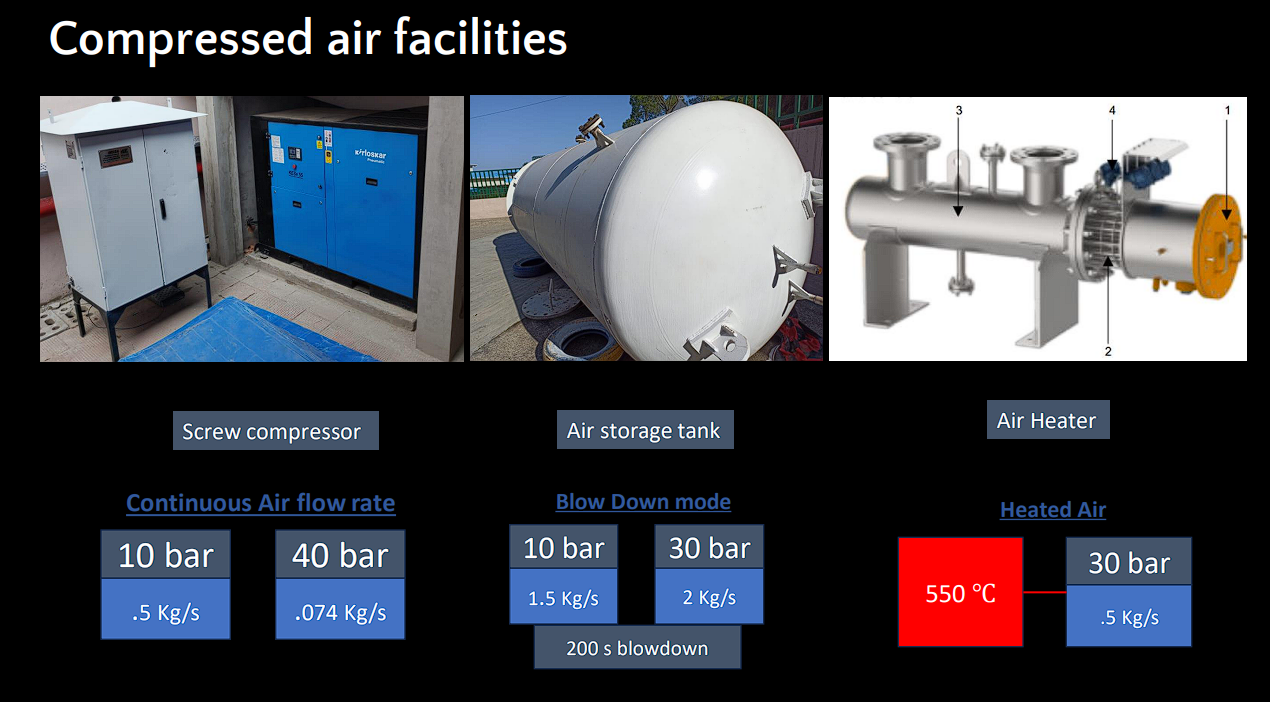 Compressed air facilities
kırloskar
Pneumatic
3
4
1
2
Screw compressor
Air storage tank
Air Heater
Continuous Air flow rate
Blow Down mode
Heated Air
10 bar
40 bar
.5 Kg/s
.074 Kg/s
10 bar
30 bar
1.5 Kg/s
2 Kg/s
200 s blowdown
550 ℃
30 bar
.5 Kg/s